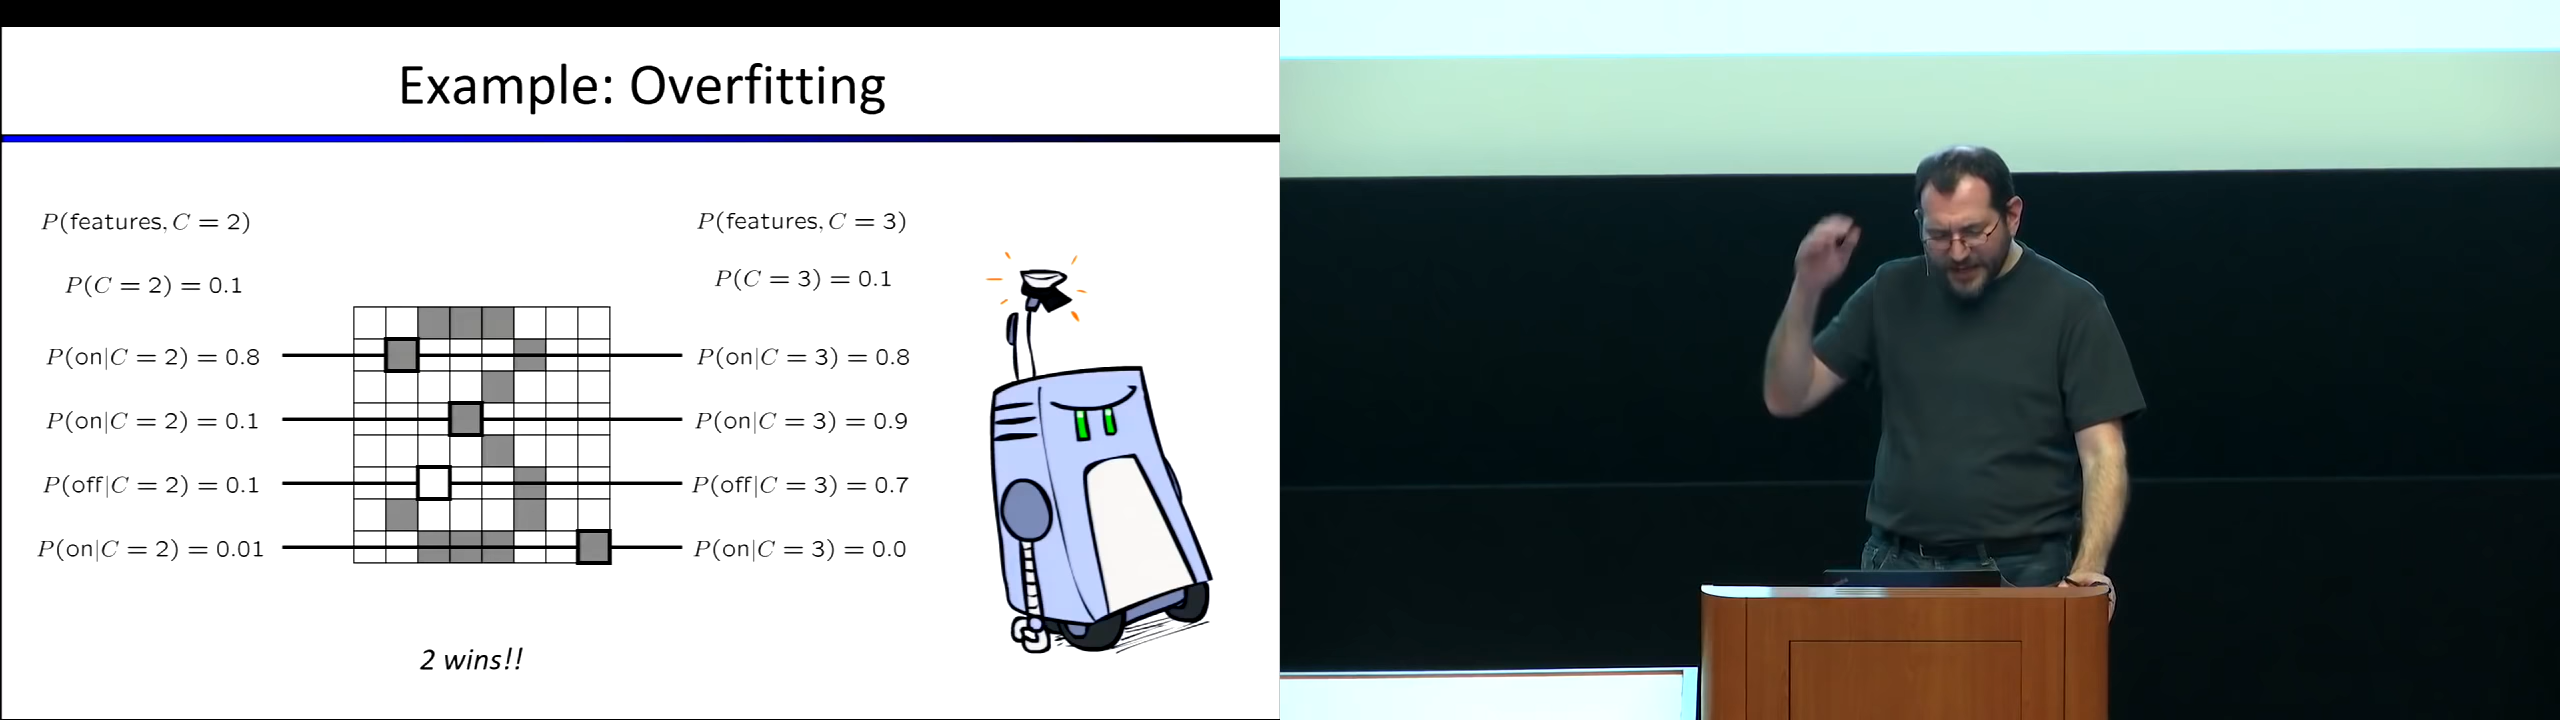 Example: Overfitting
P(features, C = 2)
P(features, C = 3)
P(C = 2) = 0.1
P(C = 3) = 0.1
P(on|C = 2) = 0.8
P(on|C = 3) = 0.8
P(on|C = 2) = 0.1
P(on|C = 3) = 0.9
P(off|C = 2) = 0.1
P(off|C = 3) = 0.7
P(on|C = 2) = 0.01
P(on|C = 3) = 0.0
2 wins!!